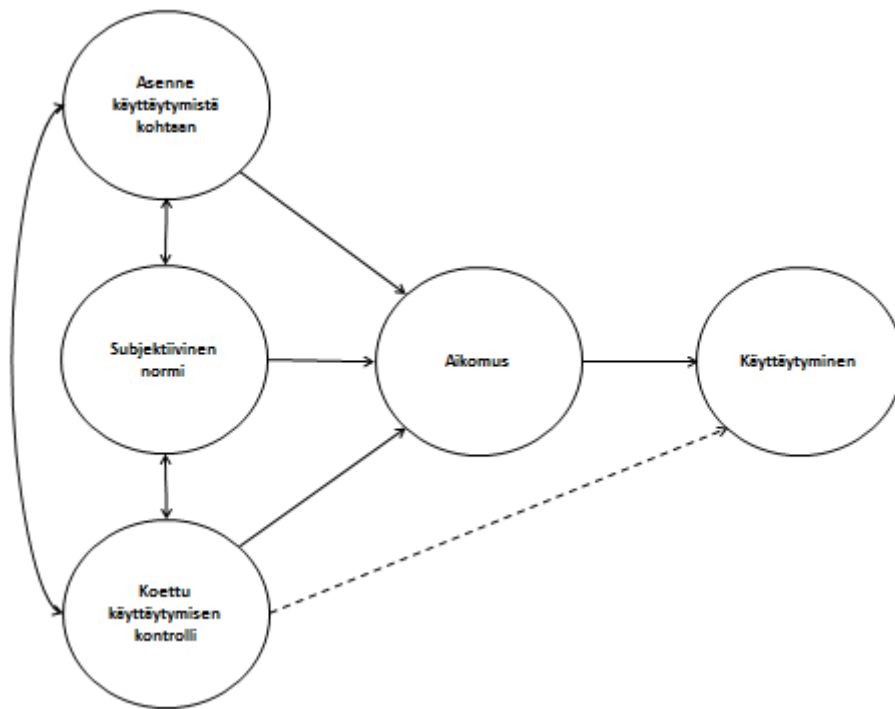 Asenne
käyttäytymistä
kohtaan
Subjektiivinen
normi
Aikomus
Käyttäytyminen
Koettu
käyttäytymisen
kontrolli